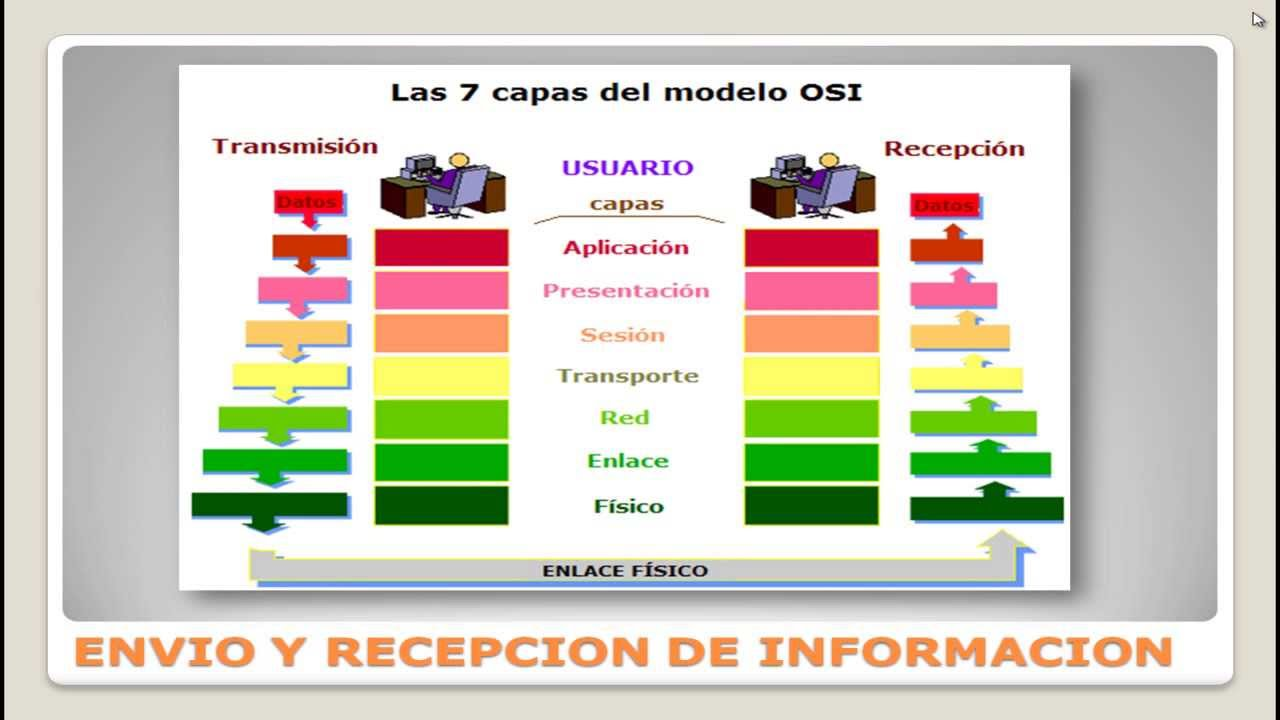 Las 7 capas del modelo OSI
Transmisión
Recepción
USUARIO
capas
Datos
Datos
Aplicación
Presentación
Sesión
Transporte
Red
Enlace
Físico
ENLACE FÍSICO
ENVIO Y RECEPCION DE INFORMACION